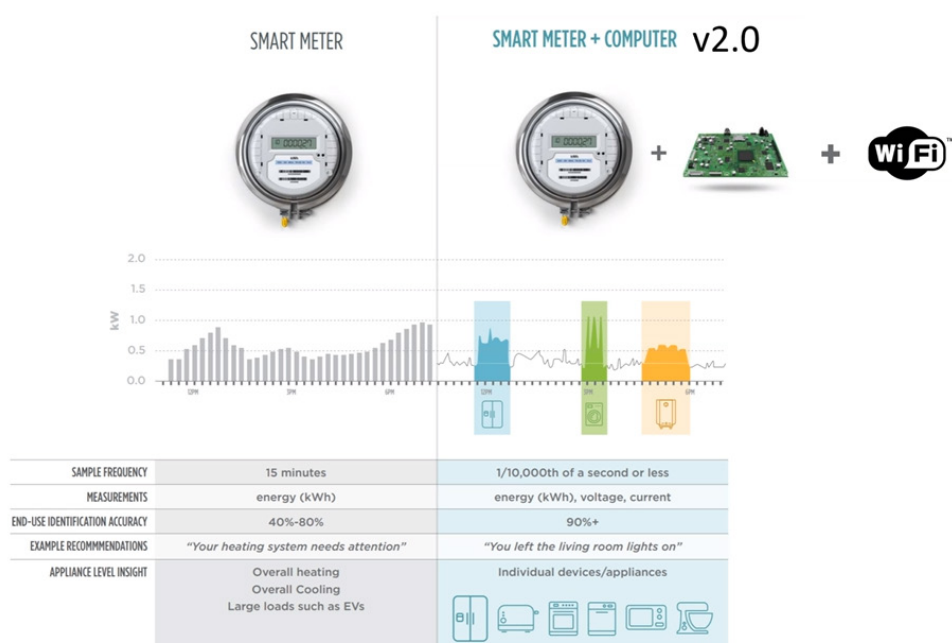 SMART METER
SMART METER + COMPUTER v2.0
+
+
WiFi™
2.0
1.5
1.0
0.5
0.0
kW
12PM
3PM
6PM
12PM
3PM
6PM
SAMPLE FREQUENCY
15 minutes
1/10,000th of a second or less
MEASUREMENTS
energy (kWh)
energy (kWh), voltage, current
END-USE IDENTIFICATION ACCURACY
40%-80%
90%+
EXAMPLE RECOMMMENDATIONS
"Your heating system needs attention"
"You left the living room lights on"
APPLIANCE LEVEL INSIGHT
Overall heating
Overall Cooling
Large loads such as EVs
Individual devices/appliances